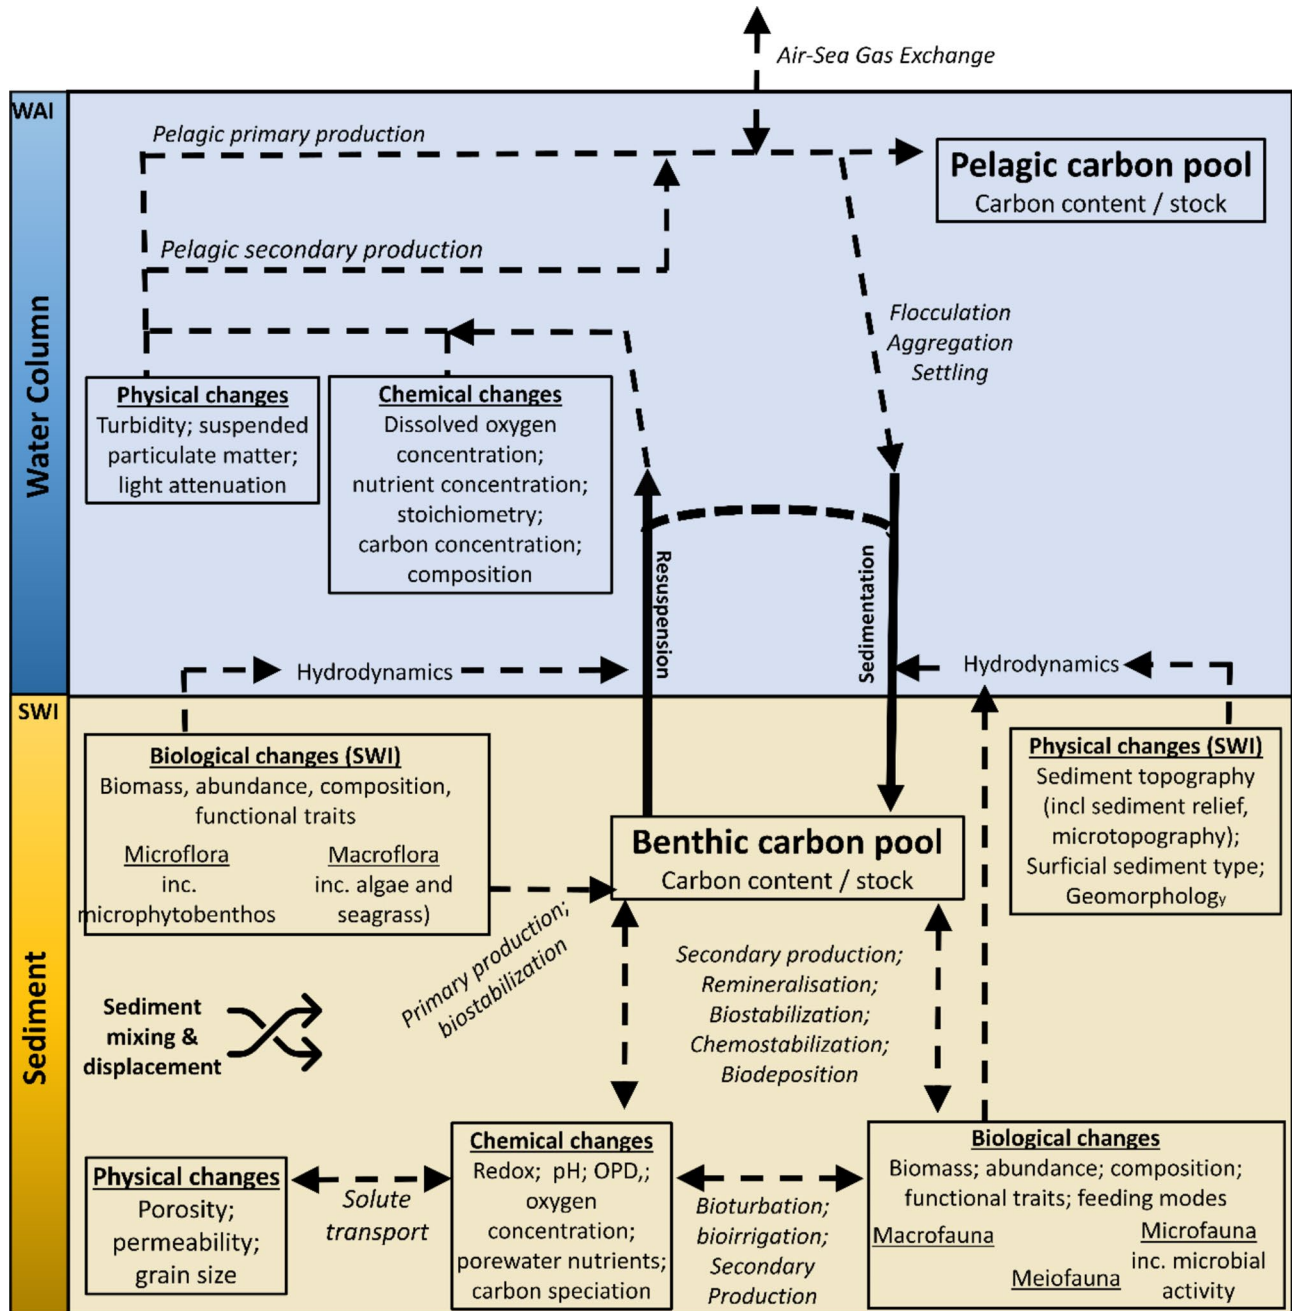 Air-Sea Gas Exchange
WAI
Pelagic primary production
Pelagic carbon pool
Carbon content / stock
Pelagic secondary production
Flocculation
Aggregation
Settling
Water Column
Physical changes
Turbidity; suspended
particulate matter;
light attenuation
Chemical changes
Dissolved oxygen
concentration;
nutrient concentration;
stoichiometry;
carbon concentration;
composition
Resuspension
Sedimentation
Hydrodynamics
Hydrodynamics
SWI
Biological changes (SWI)
Biomass, abundance, composition,
functional traits
Microflora
inc.
microphytobenthos
Macroflora
inc. algae and
seagrass)
Physical changes (SWI)
Sediment topography
(incl sediment relief,
microtopography);
Surficial sediment type;
Geomorphology
Benthic carbon pool
Carbon content / stock
Primary production;
biostabilization
Secondary production;
Remineralisation;
Biostabilization;
Chemostabilization;
Biodeposition
Sediment
Sediment
mixing &
displacement
Physical changes
Porosity;
permeability;
grain size
Solute
transport
Chemical changes
Redox; pH; OPD,;
oxygen
concentration;
porewater nutrients;
carbon speciation
Bioturbation;
bioirrigation;
Secondary
Production
Biological changes
Biomass; abundance; composition;
functional traits; feeding modes
Macrofauna
Meiofauna
Microfauna
inc. microbial
activity